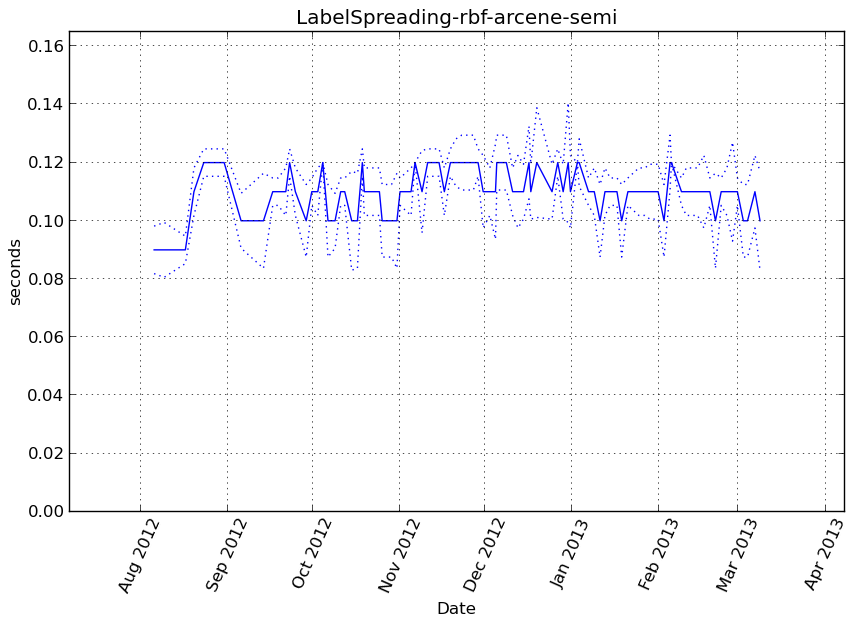 LabelSpreading-rbf-arcene-semi
0.16
0.14
0.12
0.10
0.08
0.06
0.04
0.02
0.00
seconds
Aug 2012
Sep 2012
Oct 2012
Nov 2012
Dec 2012
Jan 2013
Feb 2013
Mar 2013
Apr 2013
Date